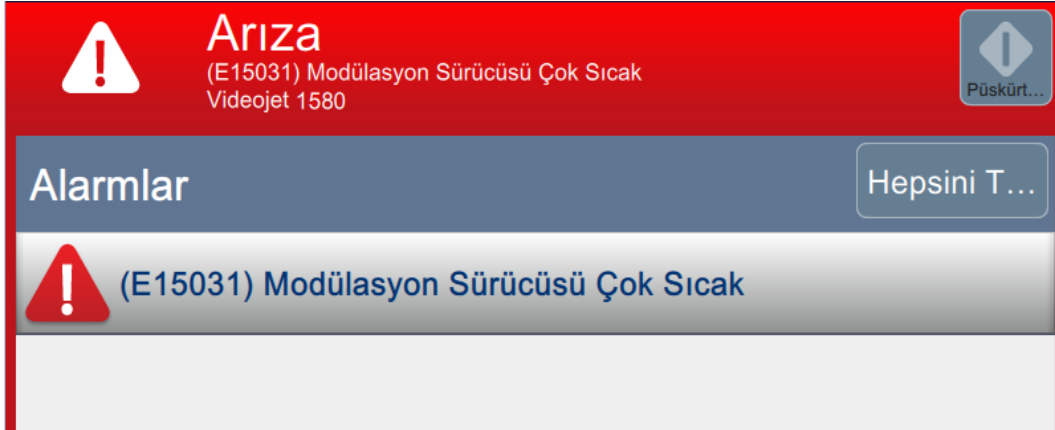 Arıza
(E15031) Modülasyon Sürücüsü Çok Sıcak
Videojet 1580
Püskürt...
Alarmlar
Hepsini T...
(E15031) Modülasyon Sürücüsü Çok Sıcak